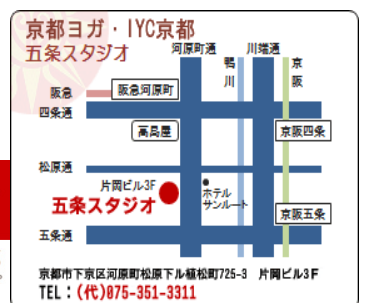 京都ヨガ・IYC京都
五条スタジオ
河原町通
鴨川
川端通
京阪
阪急
阪急河原町
四条通
高島屋
京阪四条
松原通
片岡ビル3F
五条スタジオ
ホテル
サンルート
京阪五条
五条通
京都市下京区河原町松原下ル植松町725-3 片岡ビル3F
TEL：(代)075-351-3311